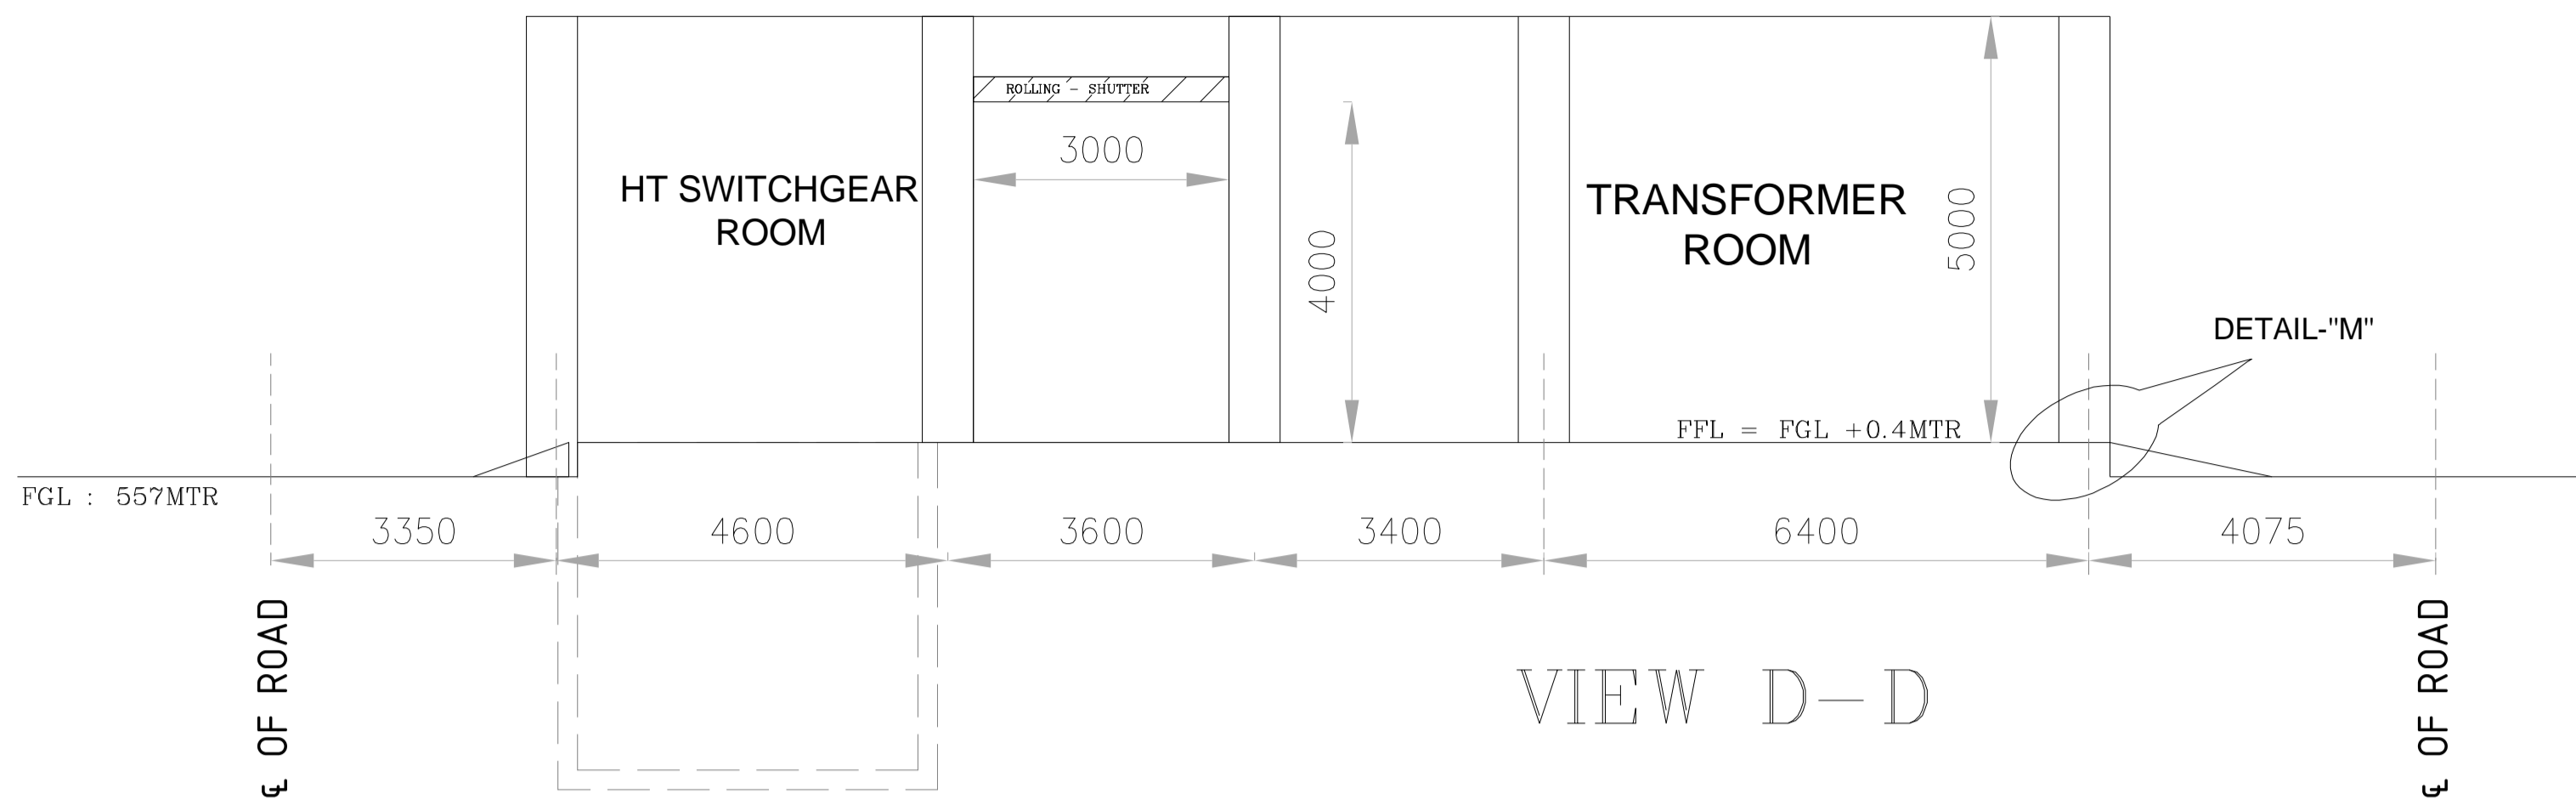 ROLLING - SHUTTER
3000
HT SWITCHGEAR
ROOM
4000
TRANSFORMER
ROOM
5000
DETAIL-"M"
FFL = FGL +0.4MTR
FGL : 557MTR
3350
4600
3600
3400
6400
4075
℄ OF ROAD
VIEW D-D
℄ OF ROAD